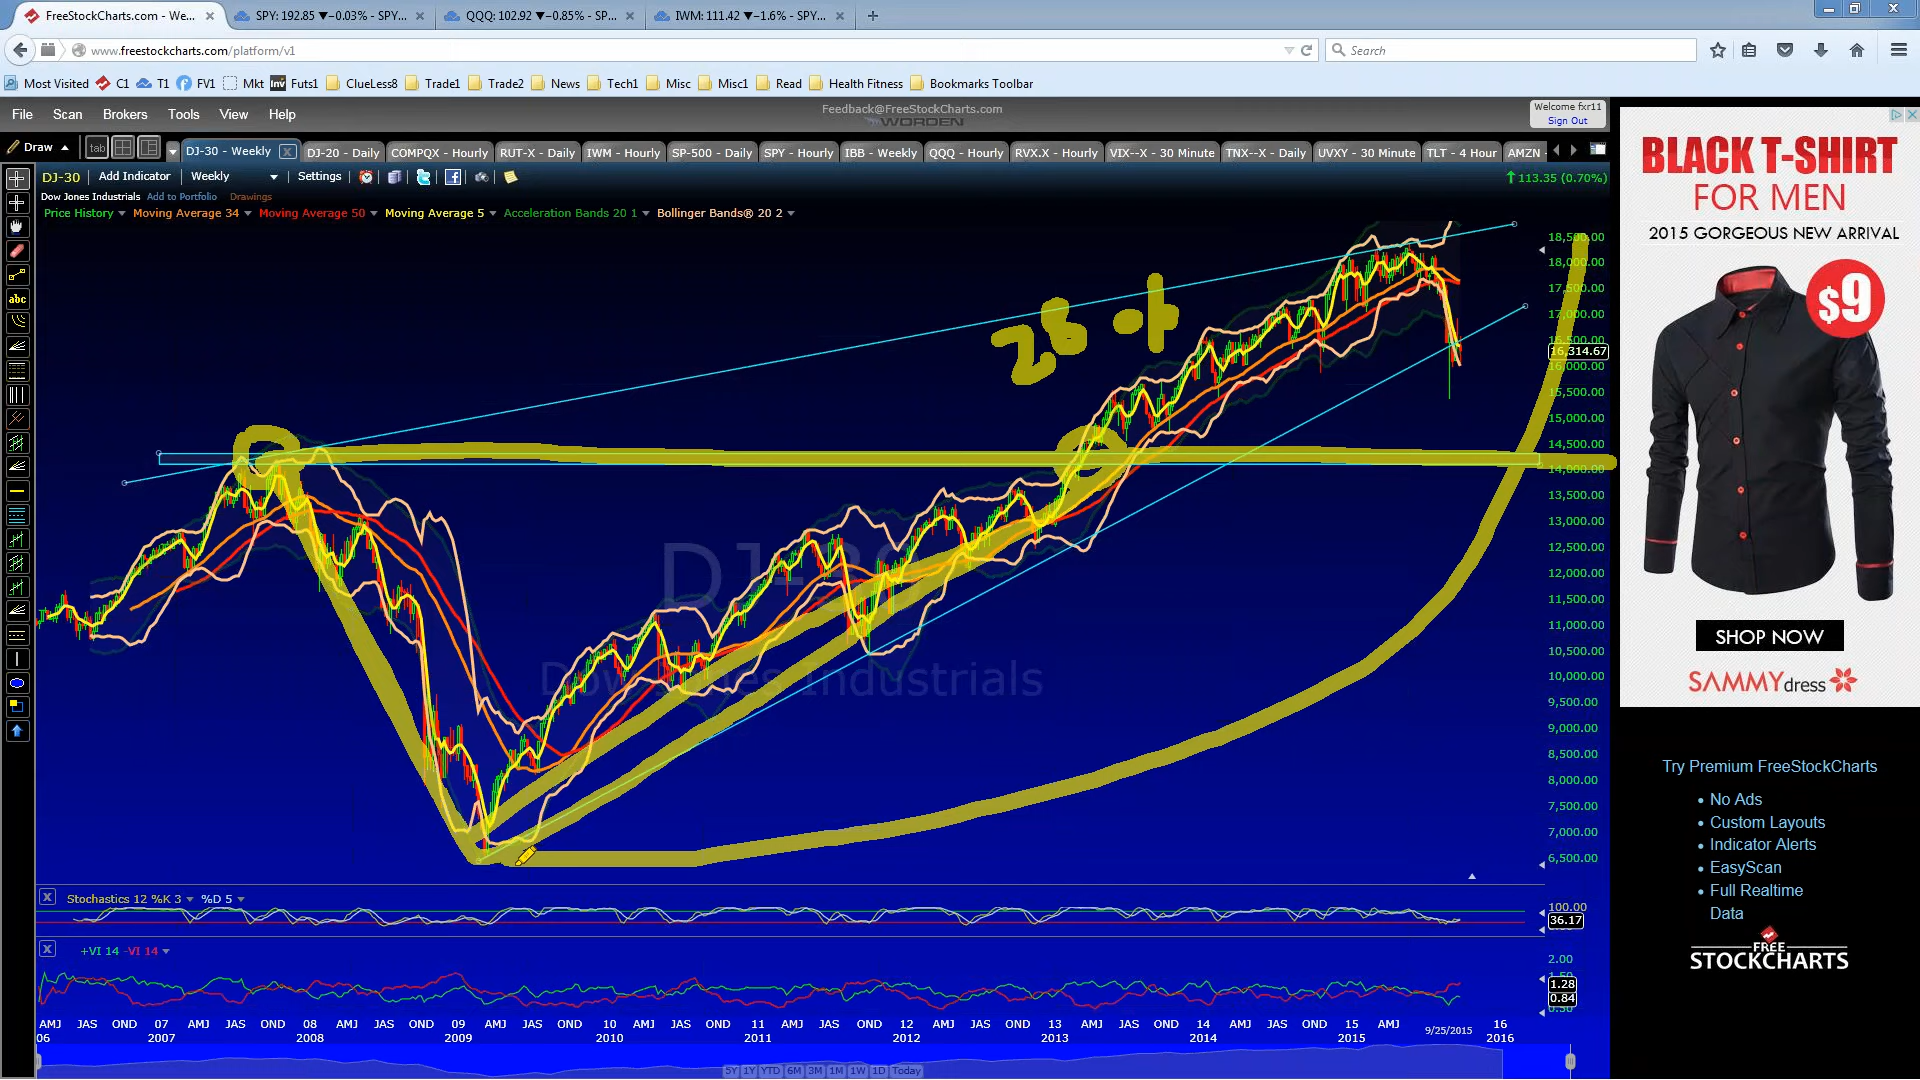 FreeStockCharts.com - We...
SPY: 192.85 ▼−0.03% - SPY...
QQQ: 102.92 ▼−0.85% - SP...
IWM: 111.42 ▼−1.6% - SPY...
www.freestockcharts.com/platform/v1
Search
Most Visited C1 T1 FV1 Mkt Inv Futs1 ClueLess8 Trade1 Trade2 News Tech1 Misc Misc1 Read Health Fitness Bookmarks Toolbar
File Scan Brokers Tools View Help
Feedback@FreeStockCharts.com
WORDEN
Welcome fxr11
Sign Out
Draw tab DJ-30 - Weekly DJ-20 - Daily COMPQX - Hourly RUT-X - Daily IWM - Hourly SP-500 - Daily SPY - Hourly IBB - Weekly QQQ - Hourly RVX.X - Hourly VIX--X - 30 Minute TNX--X - Daily UVXY - 30 Minute TLT - 4 Hour AMZN -
DJ-30 Add Indicator Weekly Settings
113.35 (0.70%)
Dow Jones Industrials Add to Portfolio Drawings
Price History Moving Average 34 Moving Average 50 Moving Average 5 Acceleration Bands 20 1 Bollinger Bands® 20 2
abc
28 +
18,500.00
18,000.00
17,500.00
17,000.00
16,500.00
16,314.67
16,000.00
15,500.00
15,000.00
14,500.00
14,000.00
13,500.00
13,000.00
12,500.00
12,000.00
11,500.00
11,000.00
10,500.00
10,000.00
9,500.00
9,000.00
8,500.00
8,000.00
7,500.00
7,000.00
6,500.00
DJ-30
Dow Jones Industrials
X Stochastics 12 %K 3 %D 5
100.00
36.17
X +VI 14 -VI 14
2.00
1.50
1.28
0.84
0.50
AMJ JAS OND 07 AMJ JAS OND 08 AMJ JAS OND 09 AMJ JAS OND 10 AMJ JAS OND 11 AMJ JAS OND 12 AMJ JAS OND 13 AMJ JAS OND 14 AMJ JAS OND 15 AMJ 16
06 2007 2008 2009 2010 2011 2012 2013 2014 2015 9/25/2015 2016
5Y 1Y YTD 6M 3M 1M 1W 1D Today
BLACK T-SHIRT
FOR MEN
2015 GORGEOUS NEW ARRIVAL
$9
SHOP NOW
SAMMYdress
Try Premium FreeStockCharts
No Ads
Custom Layouts
Indicator Alerts
EasyScan
Full Realtime
Data
FREE
STOCKCHARTS